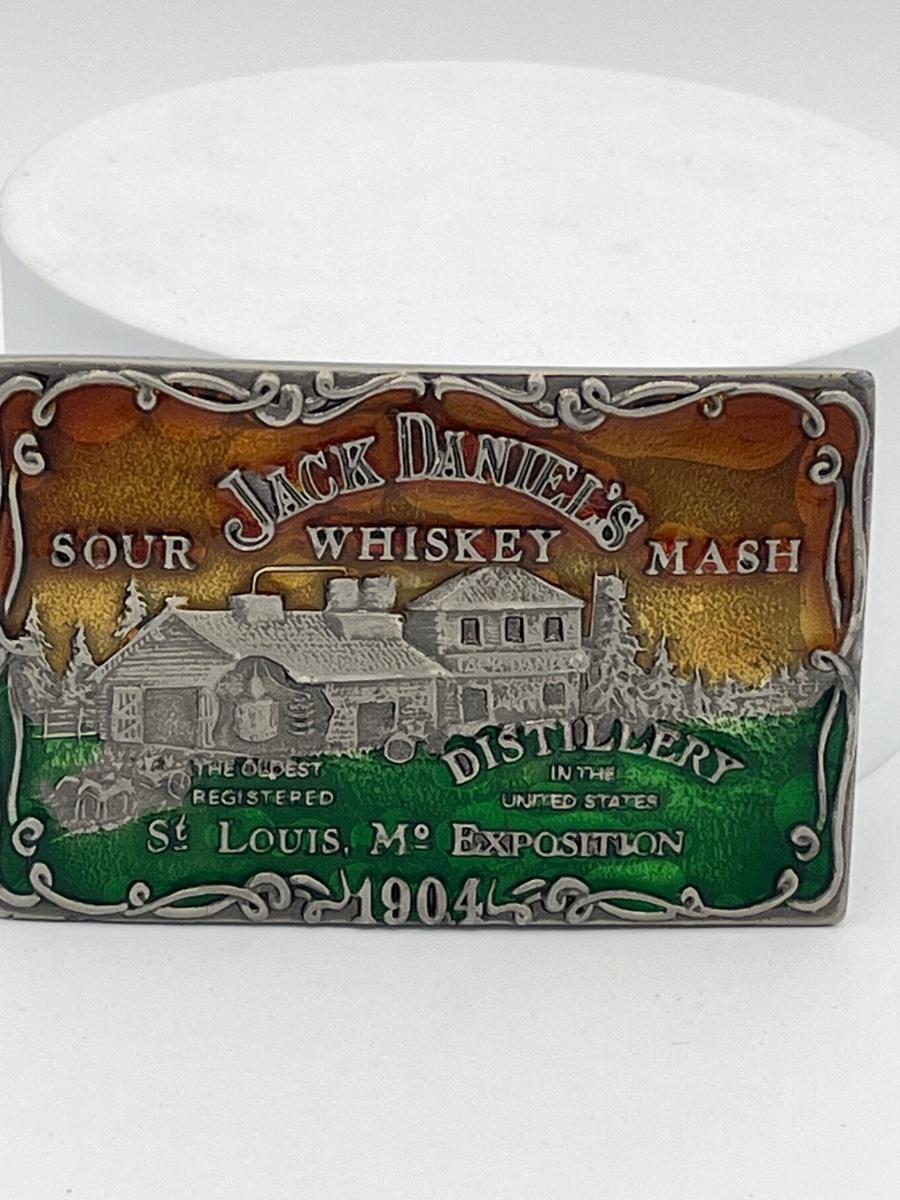 JACK DANIEL'S
SOUR WHISKEY MASH
DISTILLERY
THE OLDEST IN THE
REGISTERED UNITED STATES
St LOUIS, Mo EXPOSITION
1904